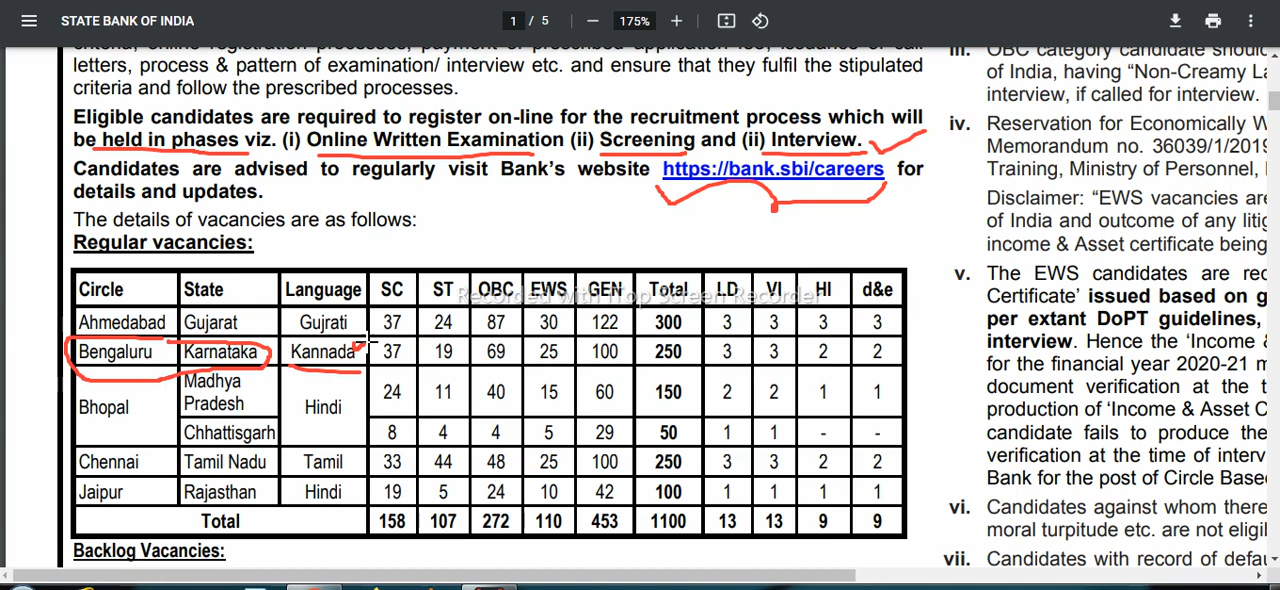 STATE BANK OF INDIA
1 / 5
175%
letters, process & pattern of examination/ interview etc. and ensure that they fulfil the stipulated
criteria and follow the prescribed processes.
Eligible candidates are required to register on-line for the recruitment process which will
be held in phases viz. (i) Online Written Examination (ii) Screening and (ii) Interview.
Candidates are advised to regularly visit Bank's website https://bank.sbi/careers for
details and updates.
The details of vacancies are as follows:
Regular vacancies:
Circle State Language SC ST OBC EWS GEN Total LD VI HI d&e
Recorded with iTop Screen Recorder
Ahmedabad Gujarat Gujrati 37 24 87 30 122 300 3 3 3 3
Bengaluru Karnataka Kannada 37 19 69 25 100 250 3 3 2 2
Bhopal Madhya Pradesh Hindi 24 11 40 15 60 150 2 2 1 1
Chhattisgarh 8 4 4 5 29 50 1 1 - -
Chennai Tamil Nadu Tamil 33 44 48 25 100 250 3 3 2 2
Jaipur Rajasthan Hindi 19 5 24 10 42 100 1 1 1 1
Total 158 107 272 110 453 1100 13 13 9 9
Backlog Vacancies:
iii. OBC category candidate
of India, having "Non-Creamy
interview, if called for interview.
iv. Reservation for Economically
Memorandum no. 36039/1/2019
Training, Ministry of Personnel,
Disclaimer: "EWS vacancies are
of India and outcome of any
income & Asset certificate being
v. The EWS candidates are
Certificate' issued based on
per extant DoPT guidelines,
interview. Hence the 'Income &
for the financial year 2020-21
document verification at the
production of 'Income & Asset
candidate fails to produce the
verification at the time of
Bank for the post of Circle
vi. Candidates against whom there
moral turpitude etc. are not
vii. Candidates with record of